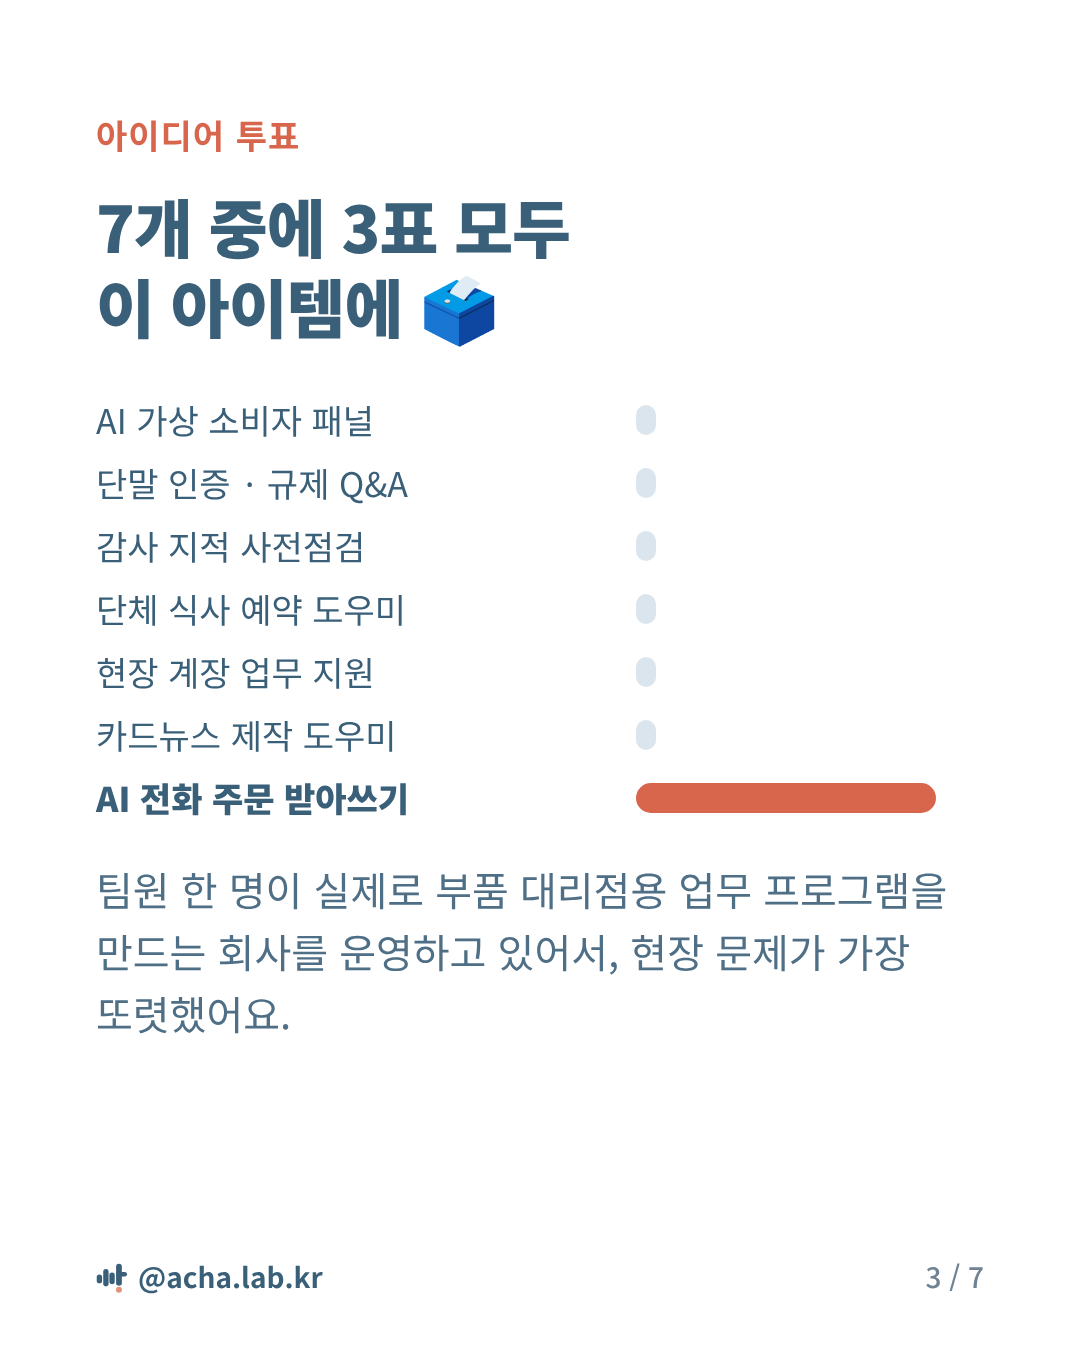 아이디어 투표
7개 중에 3표 모두
이 아이템에
AI 가상 소비자 패널
단말 인증 · 규제 Q&A
감사 지적 사전점검
단체 식사 예약 도우미
현장 계장 업무 지원
카드뉴스 제작 도우미
AI 전화 주문 받아쓰기
팀원 한 명이 실제로 부품 대리점용 업무 프로그램을
만드는 회사를 운영하고 있어서, 현장 문제가 가장
또렷했어요.
@acha.lab.kr
3 / 7